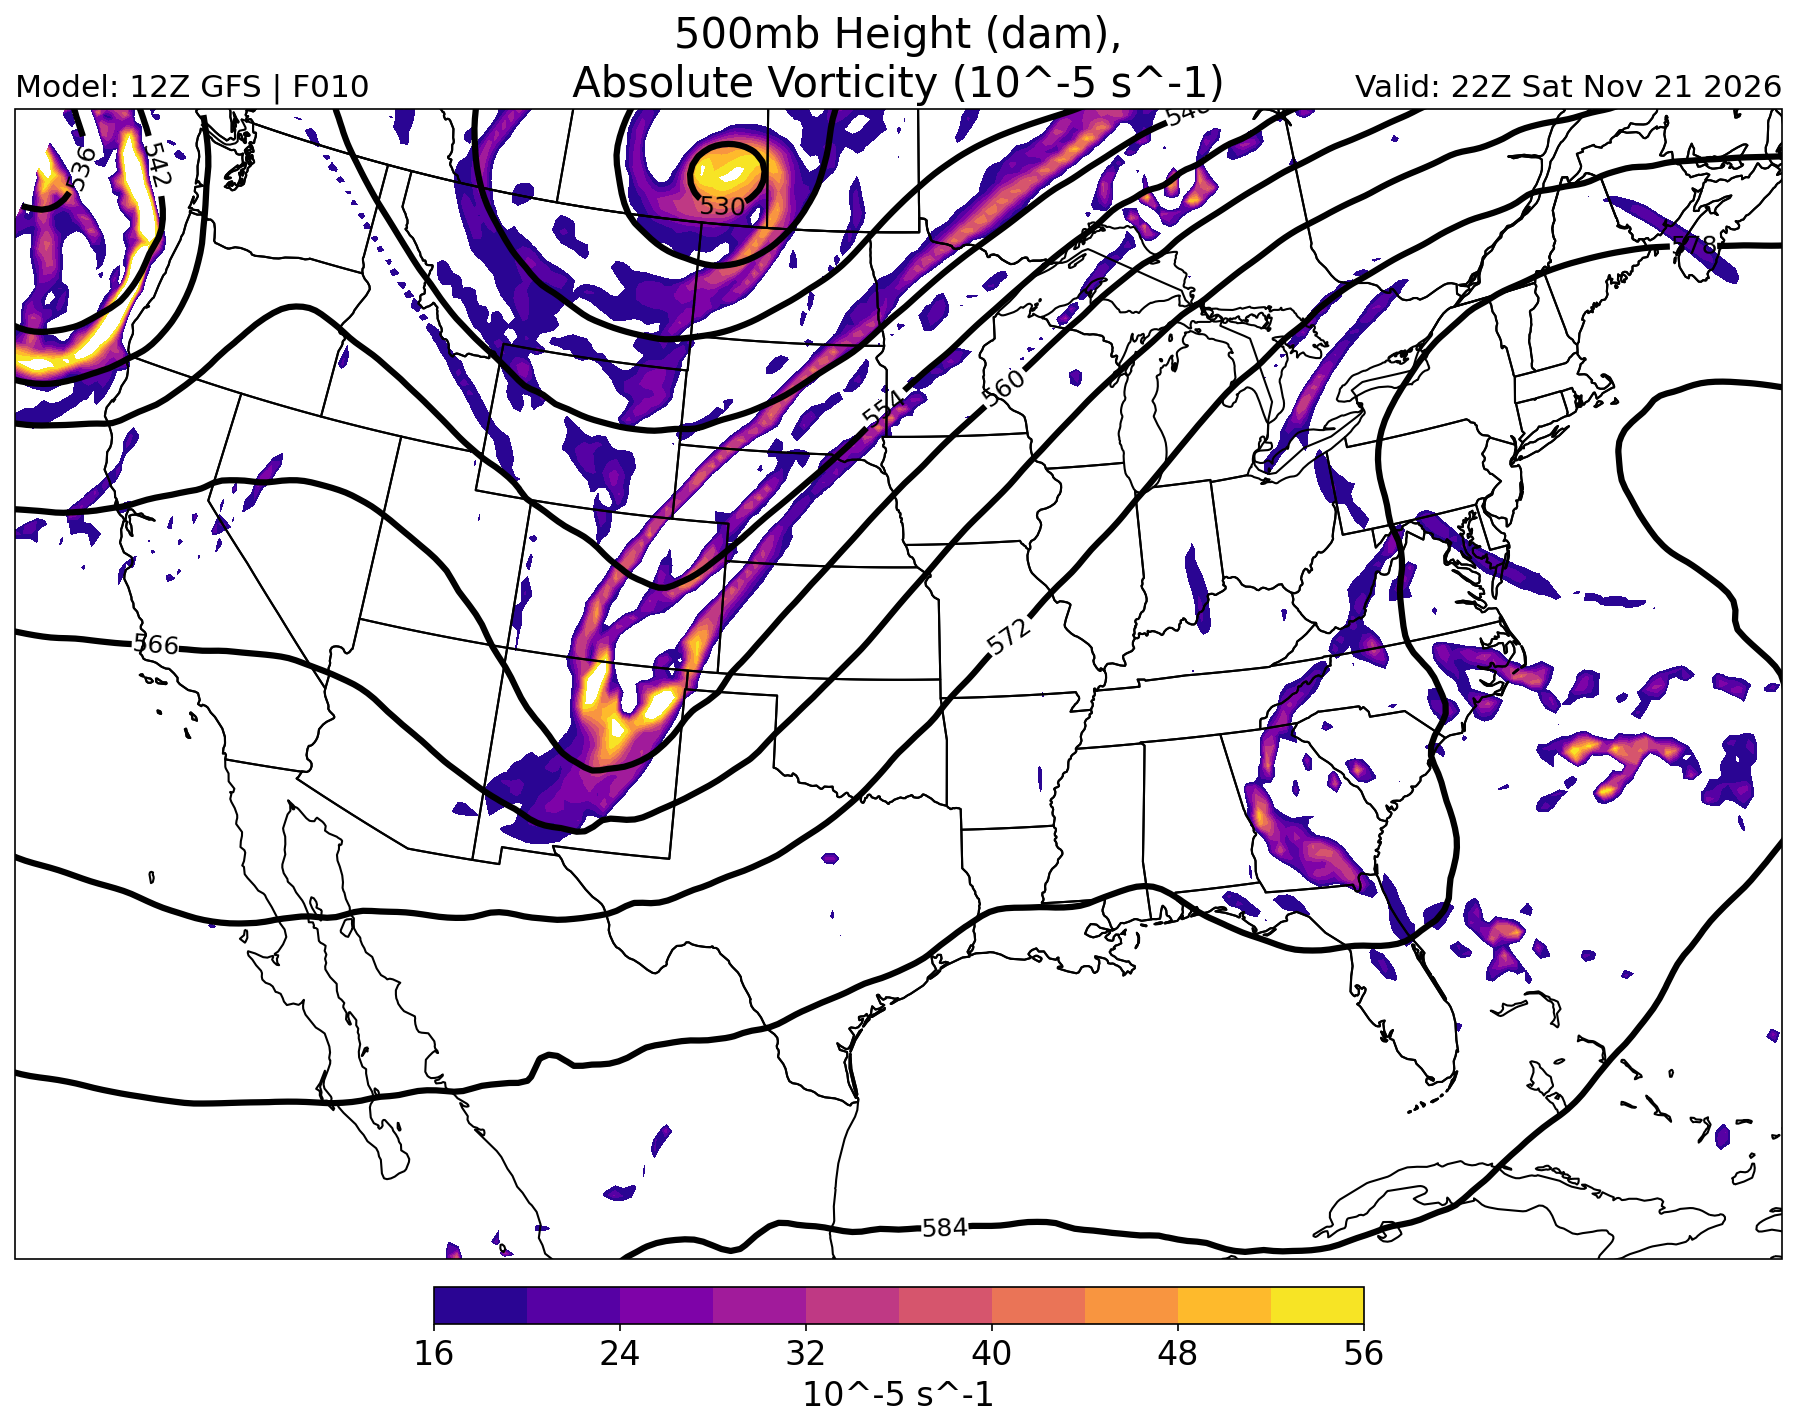 500mb Height (dam),
Absolute Vorticity (10^-5 s^-1)
Model: 12Z GFS | F010
Valid: 22Z Sat Nov 21 2026
536
542
530
554
560
566
572
584
16 24 32 40 48 56
10^-5 s^-1